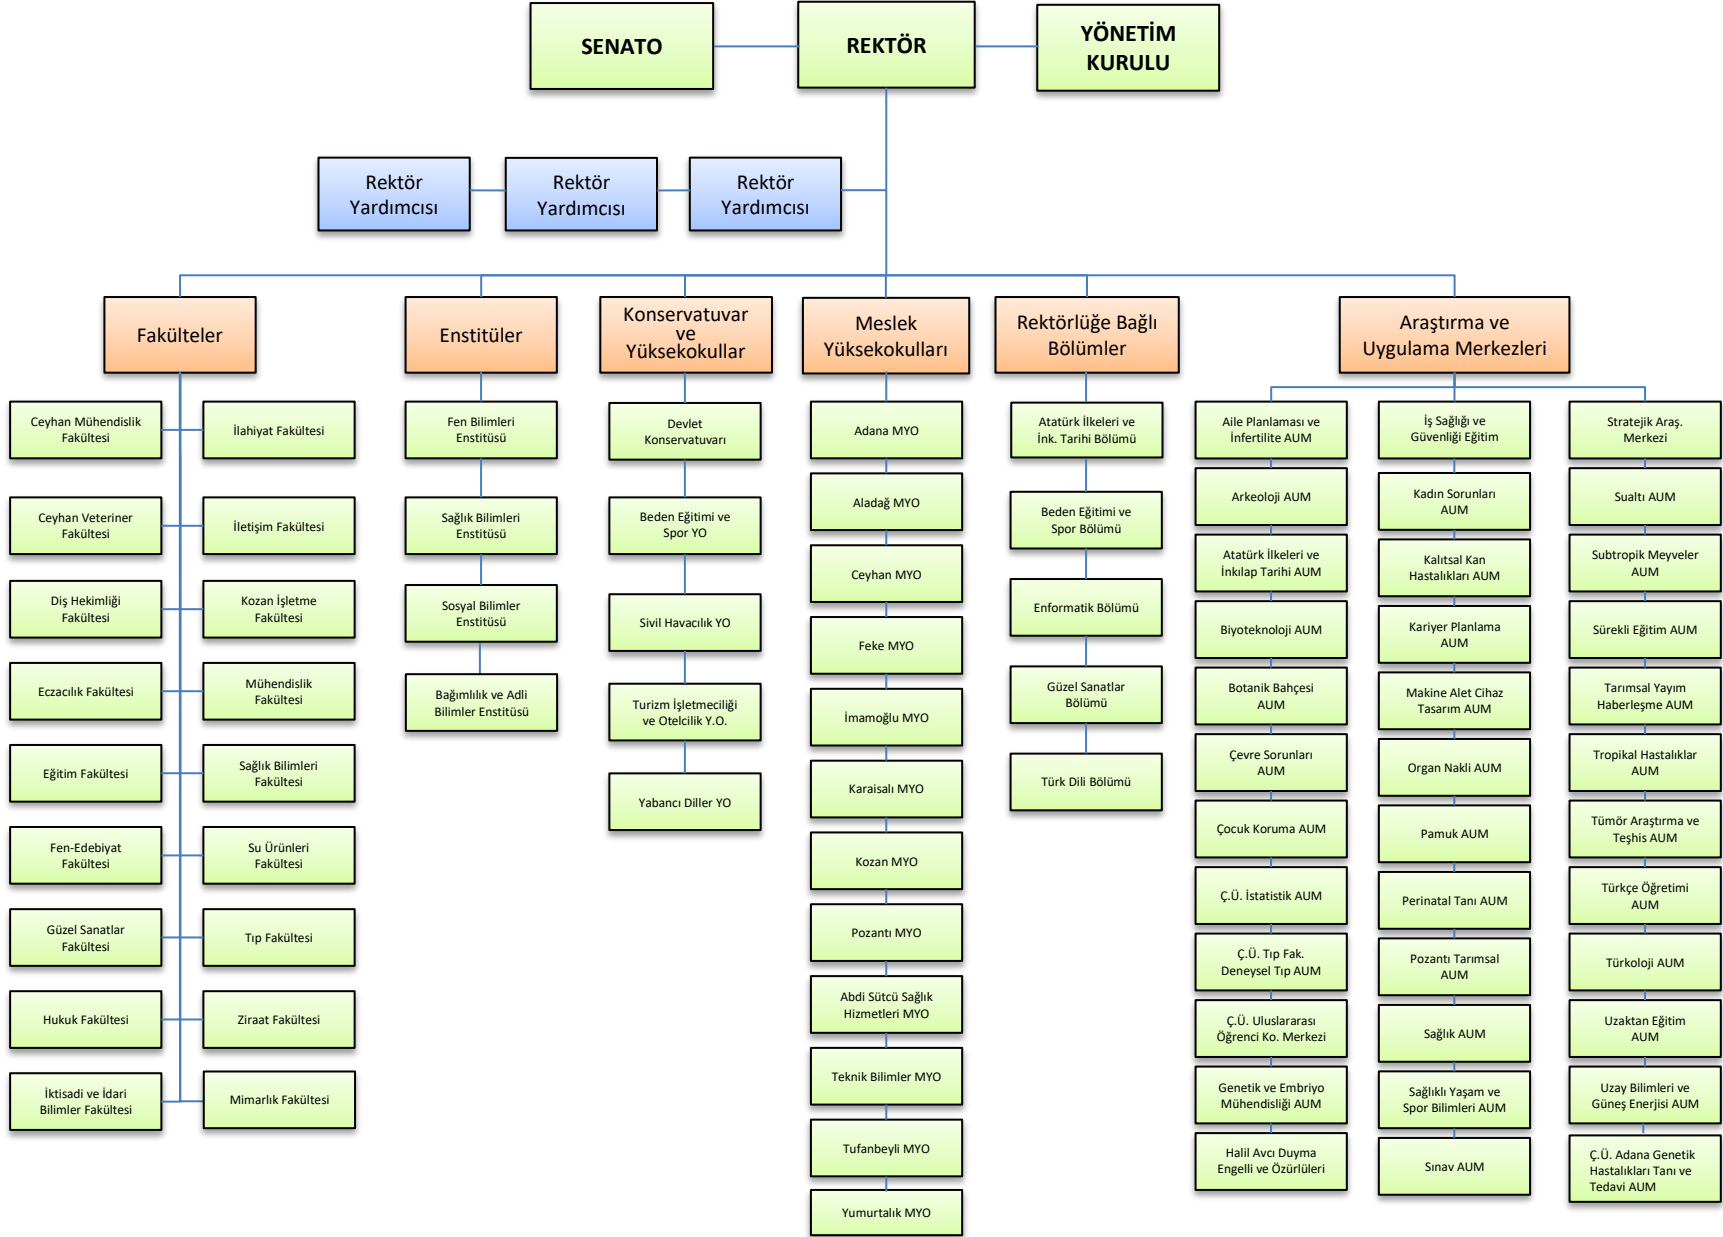 SENATO
REKTÖR
YÖNETİM
KURULU
Rektör
Yardımcısı
Rektör
Yardımcısı
Rektör
Yardımcısı
Fakülteler
Enstitüler
Konservatuvar
ve
Yüksekokullar
Meslek
Yüksekokulları
Rektörlüğe Bağlı
Bölümler
Araştırma ve
Uygulama Merkezleri
Ceyhan Mühendislik
Fakültesi
İlahiyat Fakültesi
Ceyhan Veteriner
Fakültesi
İletişim Fakültesi
Diş Hekimliği
Fakültesi
Kozan İşletme
Fakültesi
Eczacılık Fakültesi
Mühendislik
Fakültesi
Eğitim Fakültesi
Sağlık Bilimleri
Fakültesi
Fen-Edebiyat
Fakültesi
Su Ürünleri
Fakültesi
Güzel Sanatlar
Fakültesi
Tıp Fakültesi
Hukuk Fakültesi
Ziraat Fakültesi
İktisadi ve İdari
Bilimler Fakültesi
Mimarlık Fakültesi
Fen Bilimleri
Enstitüsü
Sağlık Bilimleri
Enstitüsü
Sosyal Bilimler
Enstitüsü
Bağımlılık ve Adli
Bilimler Enstitüsü
Devlet
Konservatuvarı
Beden Eğitimi ve
Spor YO
Sivil Havacılık YO
Turizm İşletmeciliği
ve Otelcilik Y.O.
Yabancı Diller YO
Adana MYO
Aladağ MYO
Ceyhan MYO
Feke MYO
İmamoğlu MYO
Karaisalı MYO
Kozan MYO
Pozantı MYO
Abdi Sütcü Sağlık
Hizmetleri MYO
Teknik Bilimler MYO
Tufanbeyli MYO
Yumurtalık MYO
Atatürk İlkeleri ve
İnk. Tarihi Bölümü
Beden Eğitimi ve
Spor Bölümü
Enformatik Bölümü
Güzel Sanatlar
Bölümü
Türk Dili Bölümü
Aile Planlaması ve
İnfertilite AUM
Arkeoloji AUM
Atatürk İlkeleri ve
İnkılap Tarihi AUM
Biyoteknoloji AUM
Botanik Bahçesi
AUM
Çevre Sorunları
AUM
Çocuk Koruma AUM
Ç.Ü. İstatistik AUM
Ç.Ü. Tıp Fak.
Deneysel Tıp AUM
Ç.Ü. Uluslararası
Öğrenci Ko. Merkezi
Genetik ve Embriyo
Mühendisliği AUM
Halil Avcı Duyma
Engelli ve Özürlüleri
İş Sağlığı ve
Güvenliği Eğitim
Kadın Sorunları
AUM
Kalıtsal Kan
Hastalıkları AUM
Kariyer Planlama
AUM
Makine Alet Cihaz
Tasarım AUM
Organ Nakli AUM
Pamuk AUM
Perinatal Tanı AUM
Pozantı Tarımsal
AUM
Sağlık AUM
Sağlıklı Yaşam ve
Spor Bilimleri AUM
Sınav AUM
Stratejik Araş.
Merkezi
Sualtı AUM
Subtropik Meyveler
AUM
Sürekli Eğitim AUM
Tarımsal Yayım
Haberleşme AUM
Tropikal Hastalıklar
AUM
Tümör Araştırma ve
Teşhis AUM
Türkçe Öğretimi
AUM
Türkoloji AUM
Uzaktan Eğitim
AUM
Uzay Bilimleri ve
Güneş Enerjisi AUM
Ç.Ü. Adana Genetik
Hastalıkları Tanı ve
Tedavi AUM